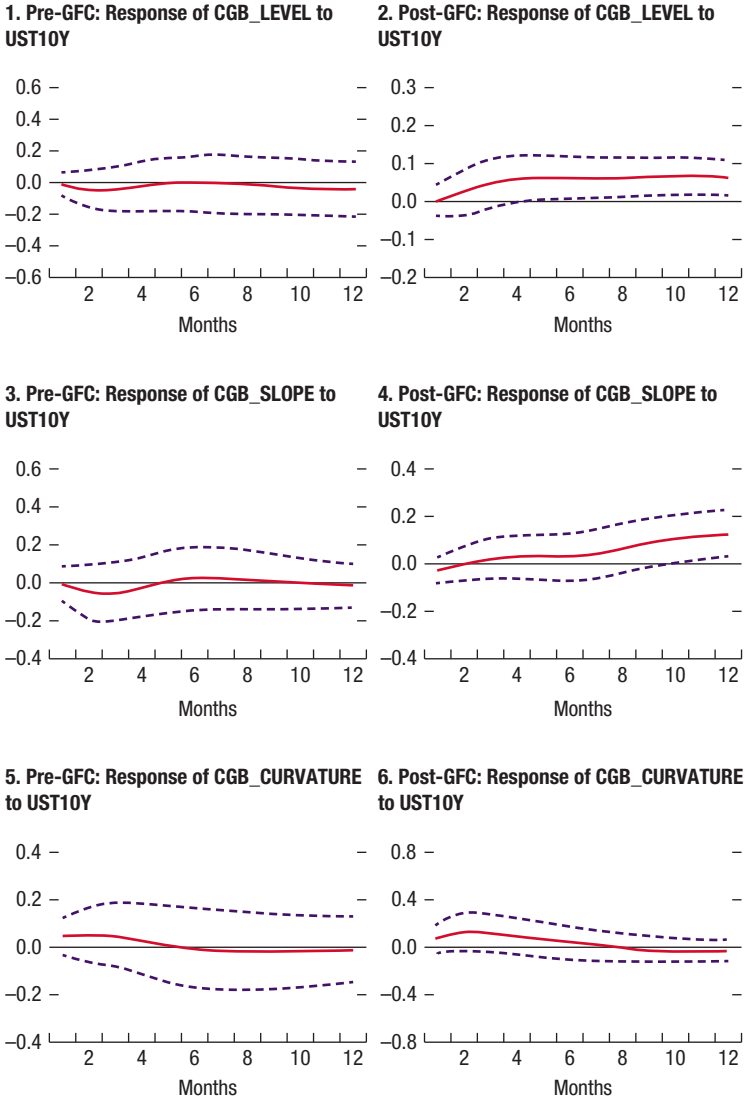 1. Pre-GFC: Response of CGB_LEVEL to
UST10Y
0.6
0.4
0.2
0.0
–0.2
–0.4
–0.6
2 4 6 8 10 12
Months
2. Post-GFC: Response of CGB_LEVEL to
UST10Y
0.3
0.2
0.1
0.0
–0.1
–0.2
2 4 6 8 10 12
Months
3. Pre-GFC: Response of CGB_SLOPE to
UST10Y
0.6
0.4
0.2
0.0
–0.2
–0.4
2 4 6 8 10 12
Months
4. Post-GFC: Response of CGB_SLOPE to
UST10Y
0.4
0.2
0.0
–0.2
–0.4
2 4 6 8 10 12
Months
5. Pre-GFC: Response of CGB_CURVATURE
to UST10Y
0.4
0.2
0.0
–0.2
–0.4
2 4 6 8 10 12
Months
6. Post-GFC: Response of CGB_CURVATURE
to UST10Y
0.8
0.4
0.0
–0.4
–0.8
2 4 6 8 10 12
Months